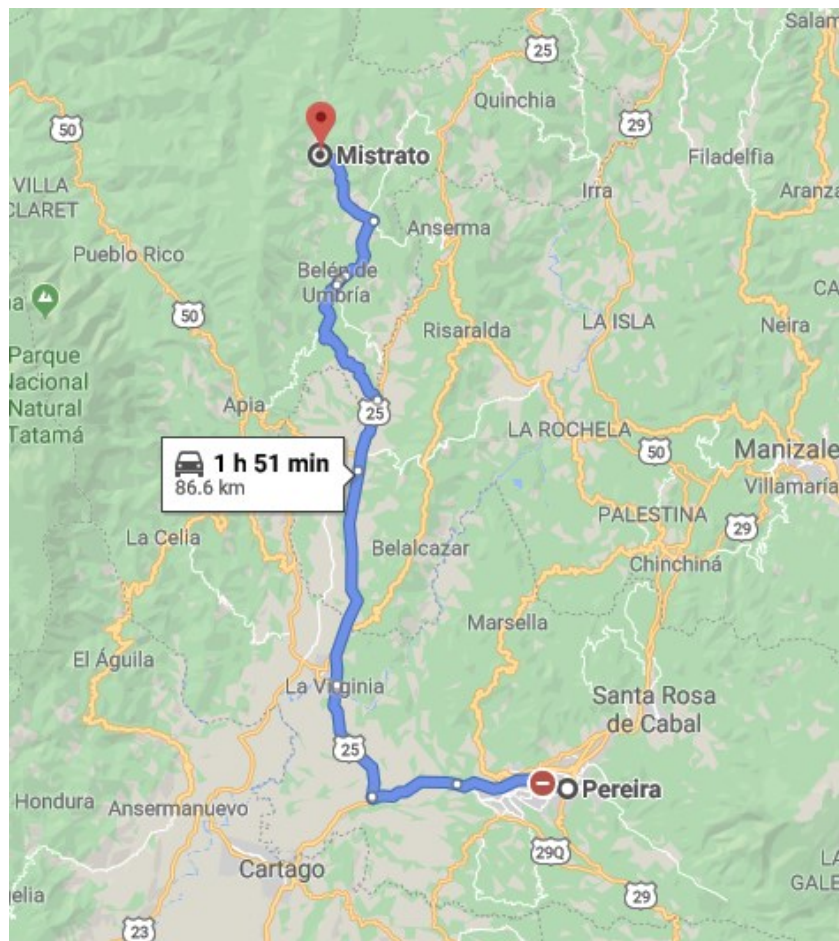 Salam
25
Quinchia
50
29
Mistrato
Filadelfia
VILLA
CLARET
Irra
Aranza
Anserma
Pueblo Rico
Belén de
Umbría
CA
50
LA ISLA
Neira
Risaralda
Parque
Nacional
Natural
Tatamá
Apia
25
LA ROCHELA
50
Manizale
1 h 51 min
86.6 km
Villamaría
PALESTINA
29
La Celia
Belalcazar
Chinchiná
Marsella
El Águila
La Virginia
Santa Rosa
de Cabal
25
Pereira
Hondura
Ansermanuevo
29Q
LA
Cartago
GALE
elia
29
23